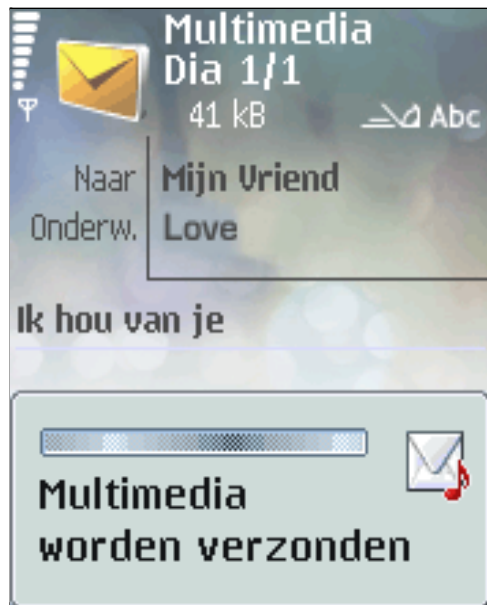 Multimedia
Dia 1/1
41 kB Abc
Naar Mijn Vriend
Onderw. Love
Ik hou van je
Multimedia
worden verzonden